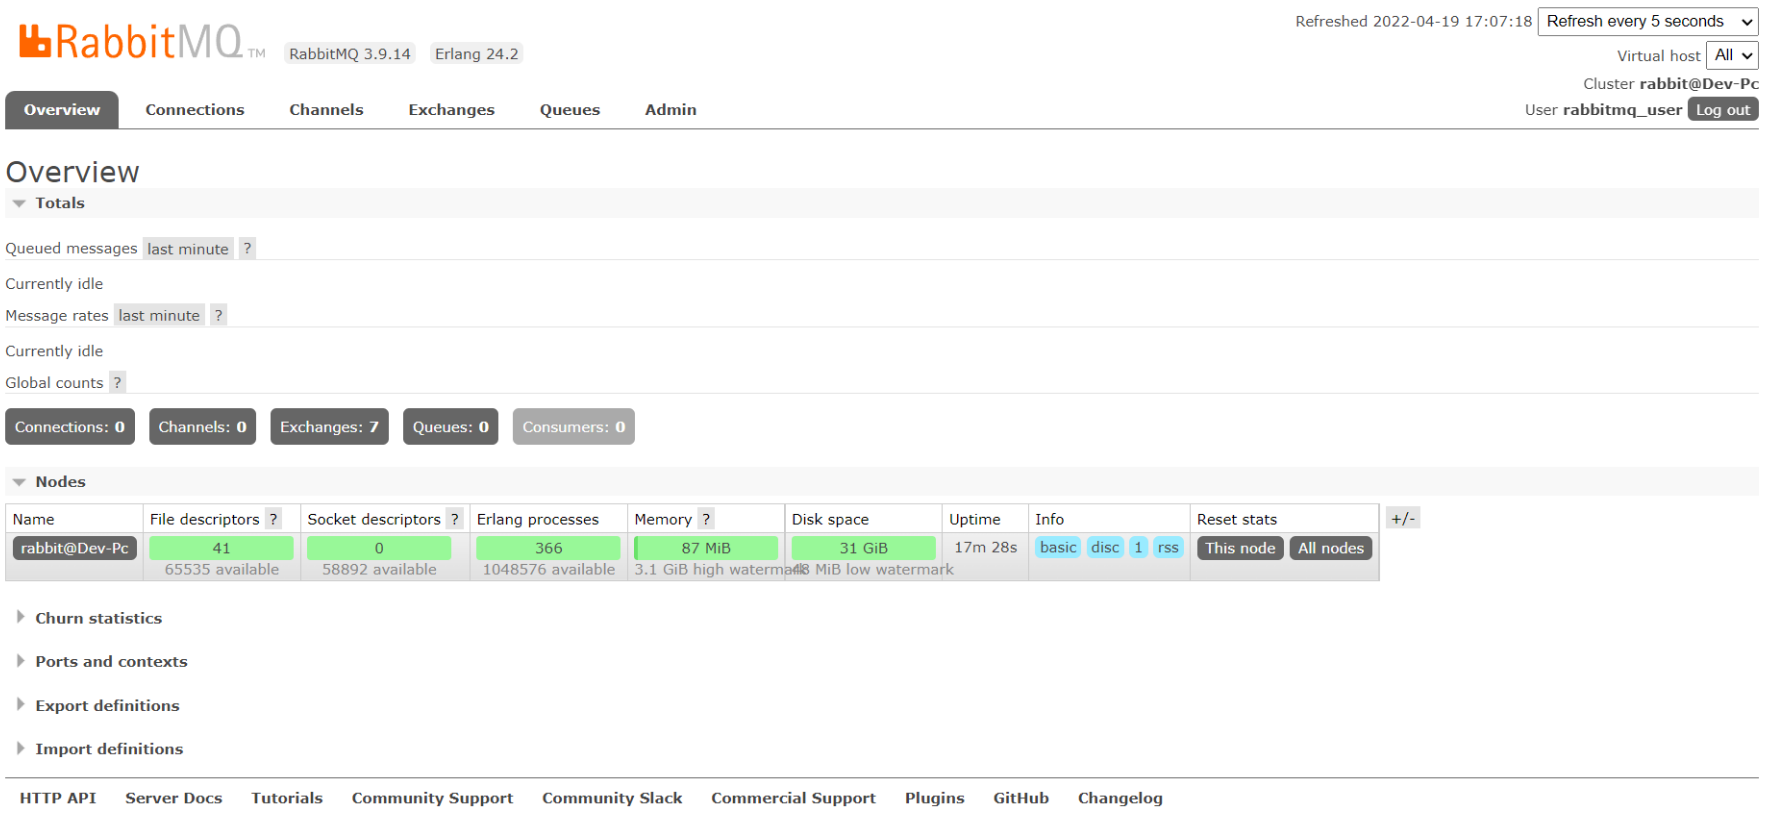 RabbitMQ TM RabbitMQ 3.9.14 Erlang 24.2
Refreshed 2022-04-19 17:07:18 Refresh every 5 seconds
Virtual host All
Cluster rabbit@Dev-Pc
User rabbitmq_user Log out
Overview Connections Channels Exchanges Queues Admin
Overview
Totals
Queued messages last minute ?
Currently idle
Message rates last minute ?
Currently idle
Global counts ?
Connections: 0 Channels: 0 Exchanges: 7 Queues: 0 Consumers: 0
Nodes
Name File descriptors ? Socket descriptors ? Erlang processes Memory ? Disk space Uptime Info Reset stats +/-
rabbit@Dev-Pc 41 0 366 87 MiB 31 GiB 17m 28s basic disc 1 rss This node All nodes
65535 available 58892 available 1048576 available 3.1 GiB high watermark 48 MiB low watermark
Churn statistics
Ports and contexts
Export definitions
Import definitions
HTTP API Server Docs Tutorials Community Support Community Slack Commercial Support Plugins GitHub Changelog